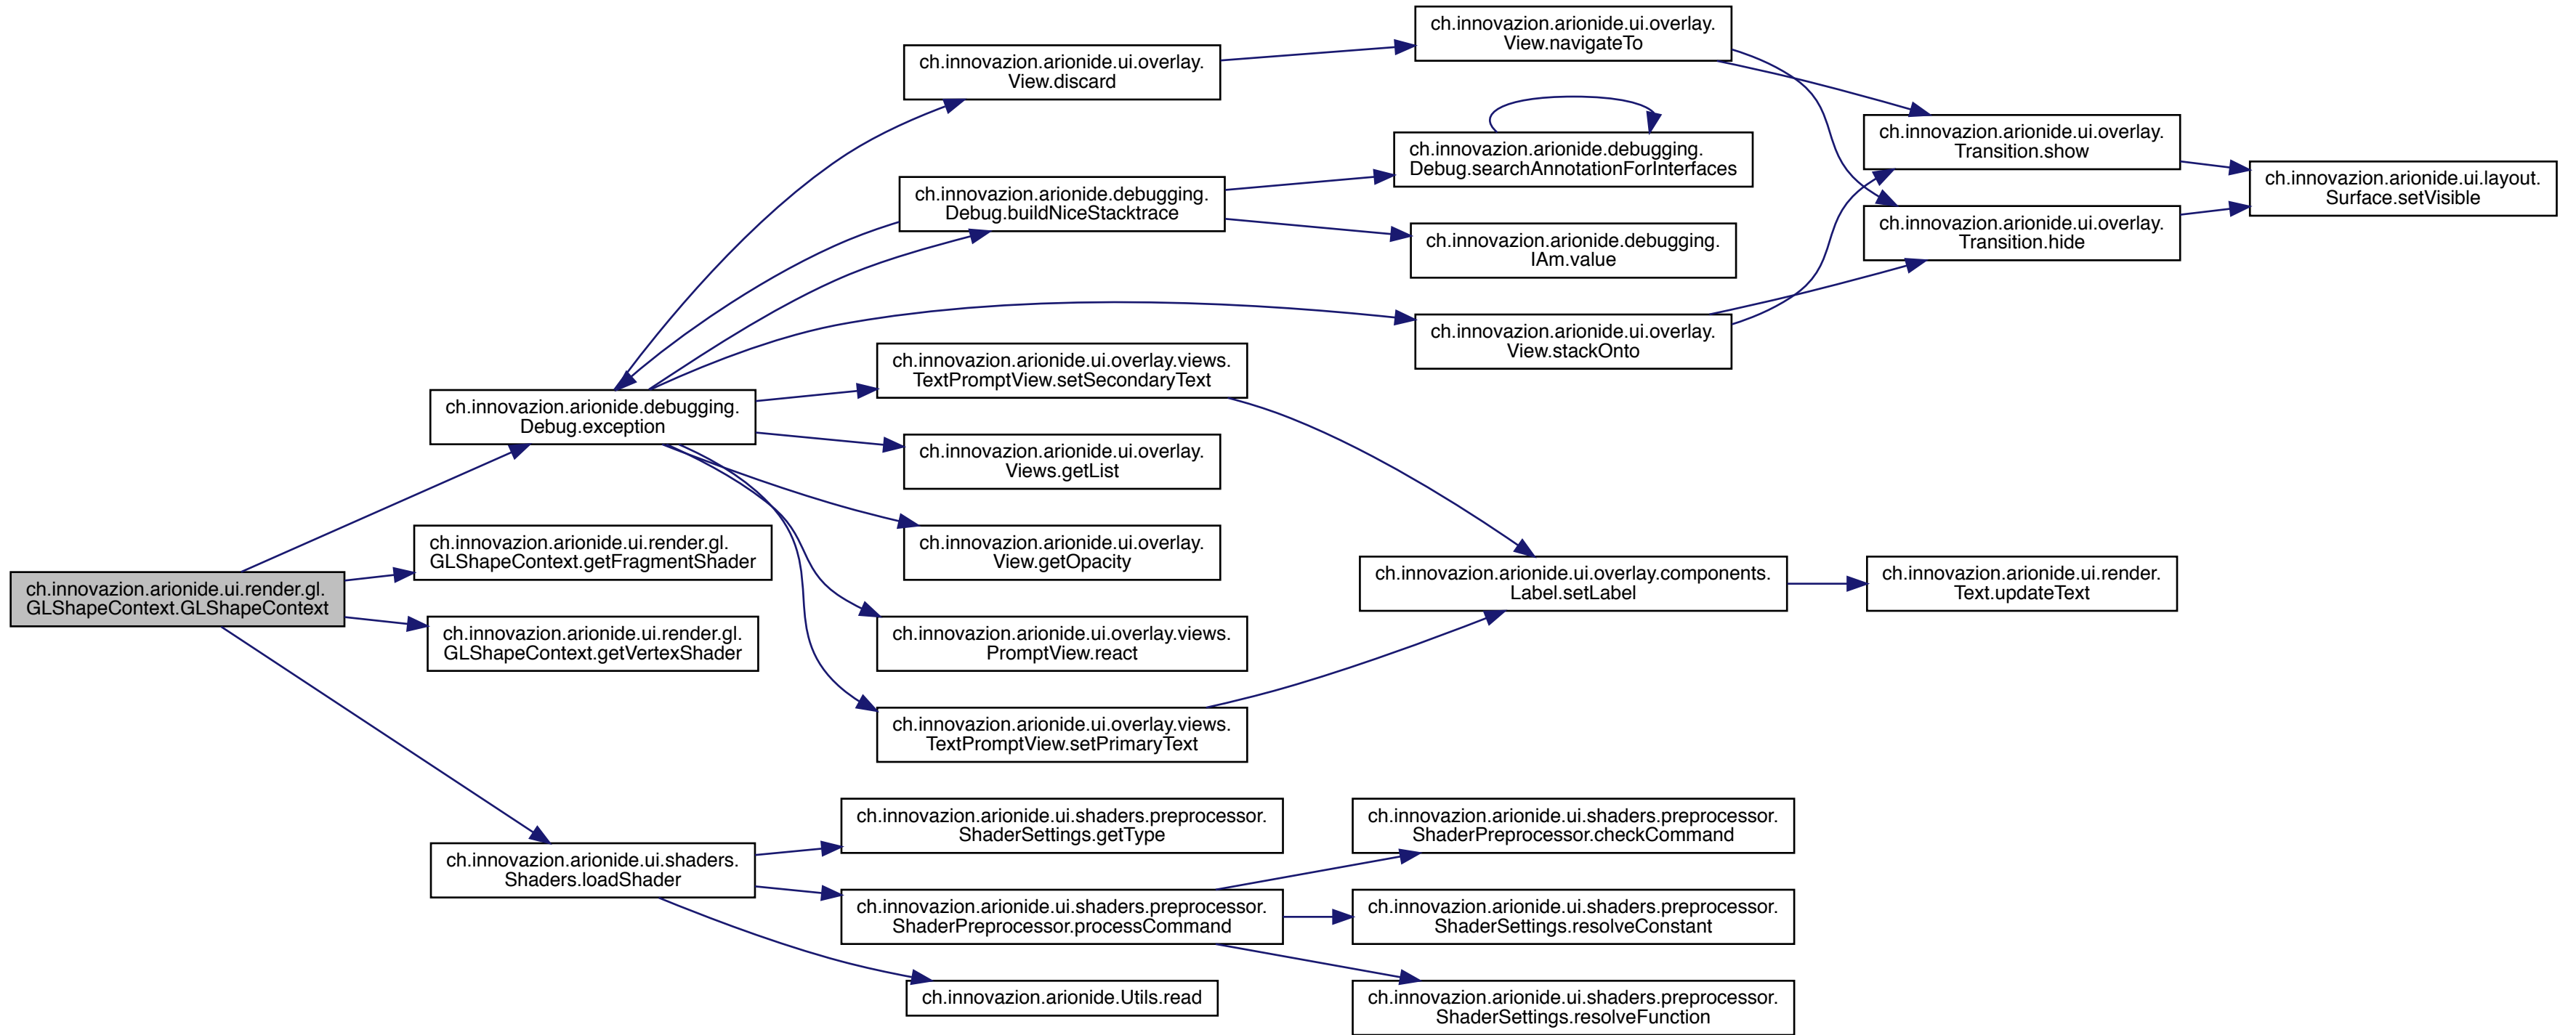 ch.innovazion.arionide.ui.render.gl.
GLShapeContext.GLShapeContext
ch.innovazion.arionide.debugging.
Debug.exception
ch.innovazion.arionide.ui.render.gl.
GLShapeContext.getFragmentShader
ch.innovazion.arionide.ui.render.gl.
GLShapeContext.getVertexShader
ch.innovazion.arionide.ui.shaders.
Shaders.loadShader
ch.innovazion.arionide.ui.overlay.
View.discard
ch.innovazion.arionide.debugging.
Debug.buildNiceStacktrace
ch.innovazion.arionide.ui.overlay.views.
TextPromptView.setSecondaryText
ch.innovazion.arionide.ui.overlay.
Views.getList
ch.innovazion.arionide.ui.overlay.
View.getOpacity
ch.innovazion.arionide.ui.overlay.views.
PromptView.react
ch.innovazion.arionide.ui.overlay.views.
TextPromptView.setPrimaryText
ch.innovazion.arionide.ui.shaders.preprocessor.
ShaderSettings.getType
ch.innovazion.arionide.ui.shaders.preprocessor.
ShaderPreprocessor.processCommand
ch.innovazion.arionide.Utils.read
ch.innovazion.arionide.ui.overlay.
View.navigateTo
ch.innovazion.arionide.debugging.
Debug.searchAnnotationForInterfaces
ch.innovazion.arionide.debugging.
IAm.value
ch.innovazion.arionide.ui.overlay.
View.stackOnto
ch.innovazion.arionide.ui.overlay.components.
Label.setLabel
ch.innovazion.arionide.ui.shaders.preprocessor.
ShaderPreprocessor.checkCommand
ch.innovazion.arionide.ui.shaders.preprocessor.
ShaderSettings.resolveConstant
ch.innovazion.arionide.ui.shaders.preprocessor.
ShaderSettings.resolveFunction
ch.innovazion.arionide.ui.overlay.
Transition.show
ch.innovazion.arionide.ui.overlay.
Transition.hide
ch.innovazion.arionide.ui.render.
Text.updateText
ch.innovazion.arionide.ui.layout.
Surface.setVisible